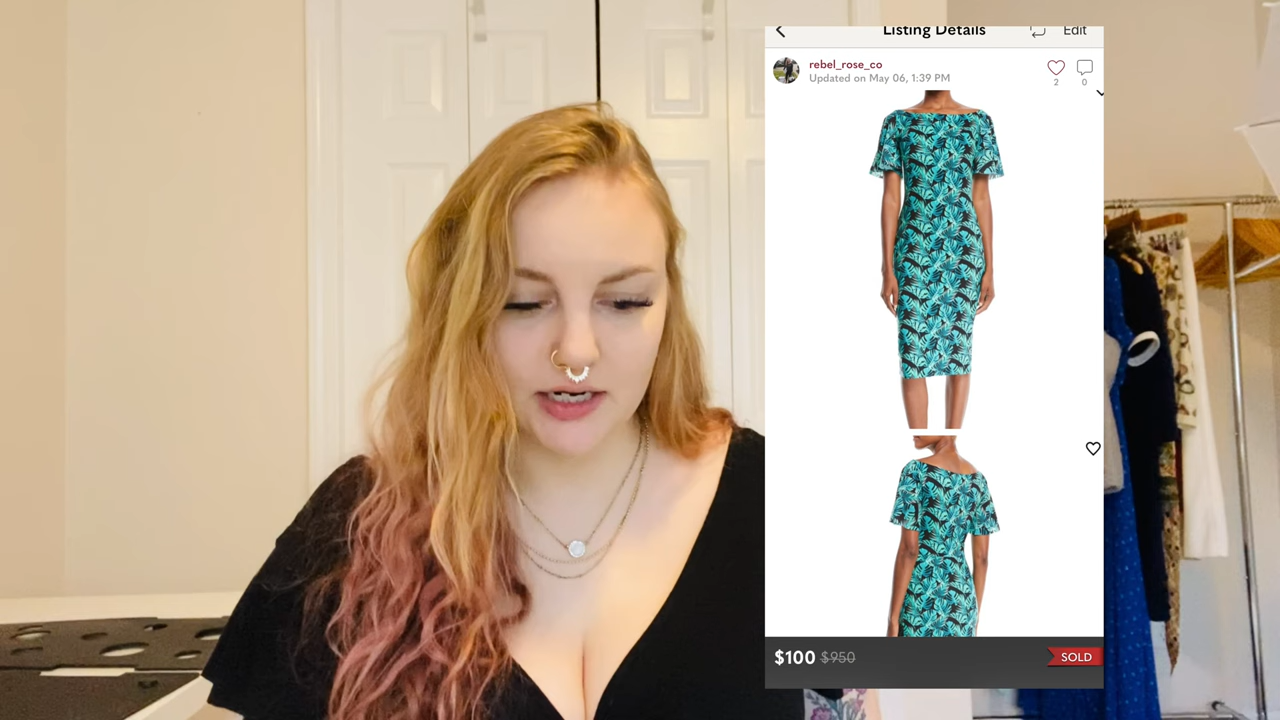 Listing Details
Edit
rebel_rose_co
Updated on May 06, 1:39 PM
2
0
$100 $950
SOLD